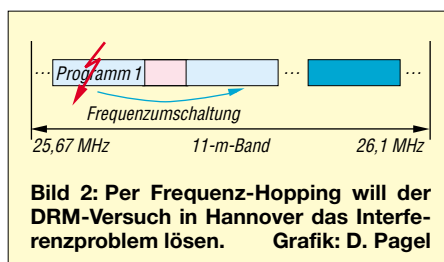 ... Programm 1 ...
Frequenzumschaltung
25,67 MHz 11-m-Band 26,1 MHz
Bild 2: Per Frequenz-Hopping will der
DRM-Versuch in Hannover das Interfe-
renzproblem lösen. Grafik: D. Pagel